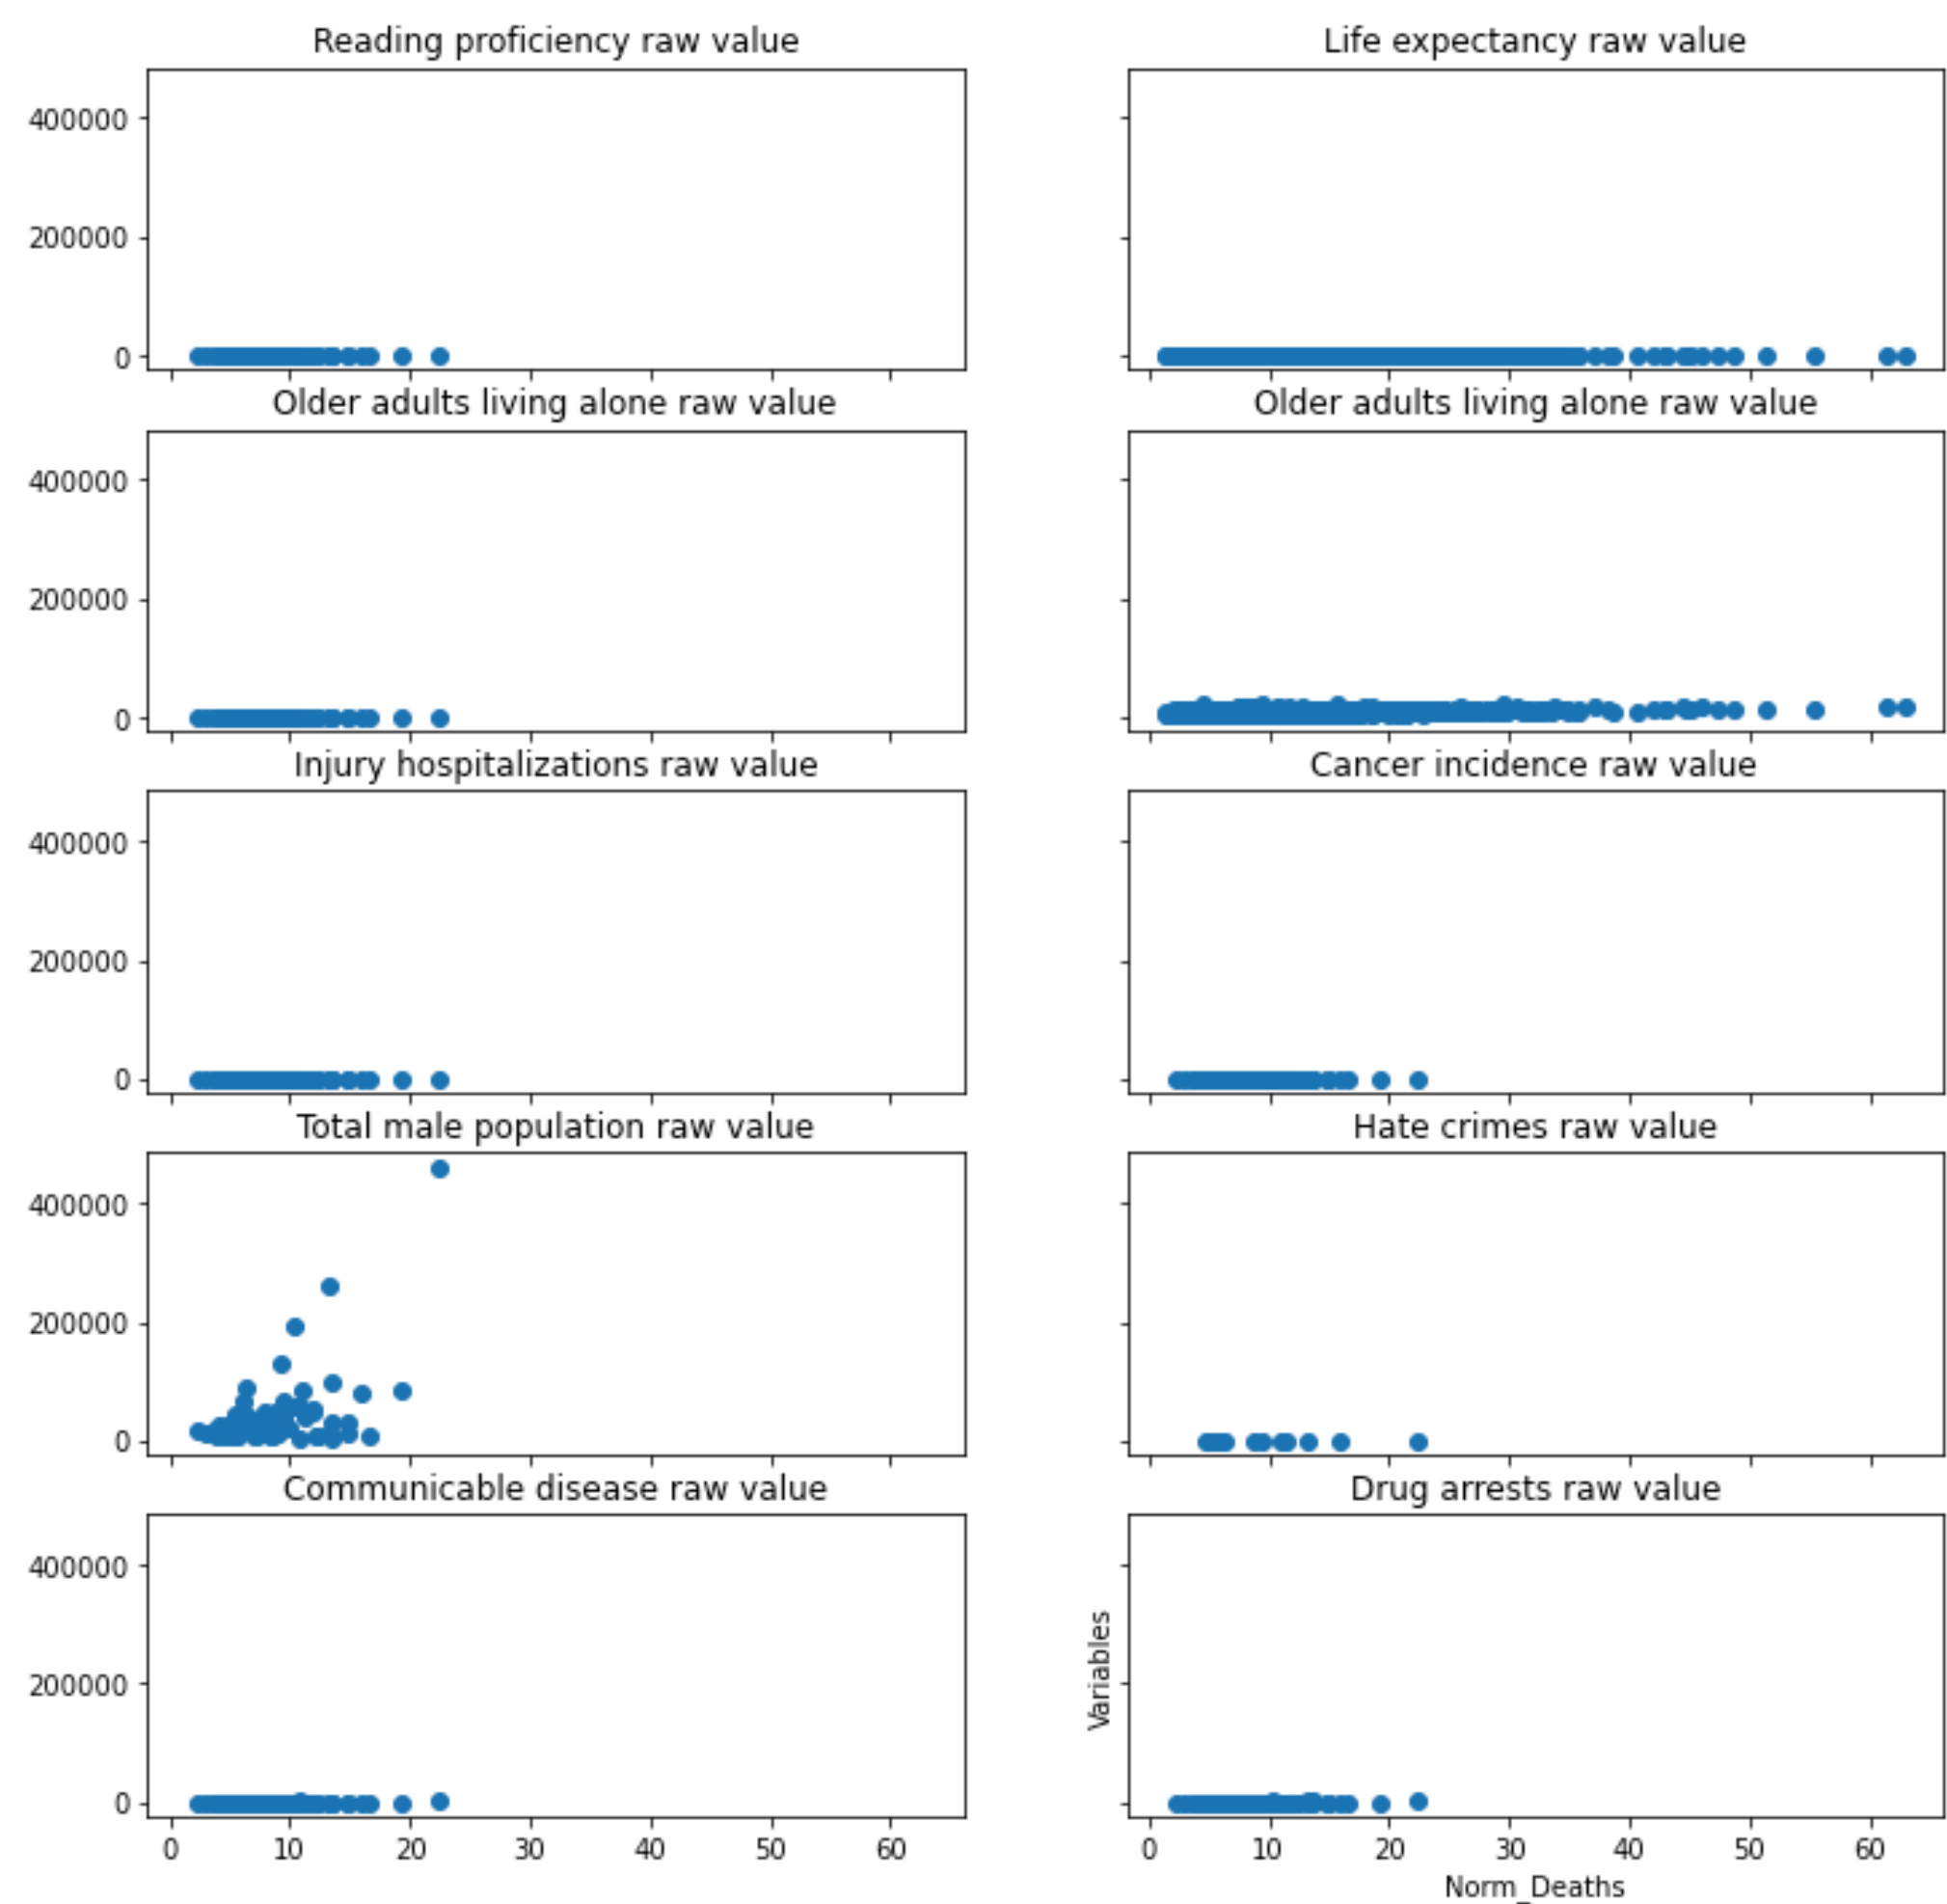 Reading proficiency raw value
Life expectancy raw value
400000
200000
0
Older adults living alone raw value
Older adults living alone raw value
400000
200000
0
Injury hospitalizations raw value
Cancer incidence raw value
400000
200000
0
Total male population raw value
Hate crimes raw value
400000
200000
0
Communicable disease raw value
Drug arrests raw value
400000
200000
0
Variables
0 10 20 30 40 50 60
0 10 20 30 40 50 60
Norm_Deaths